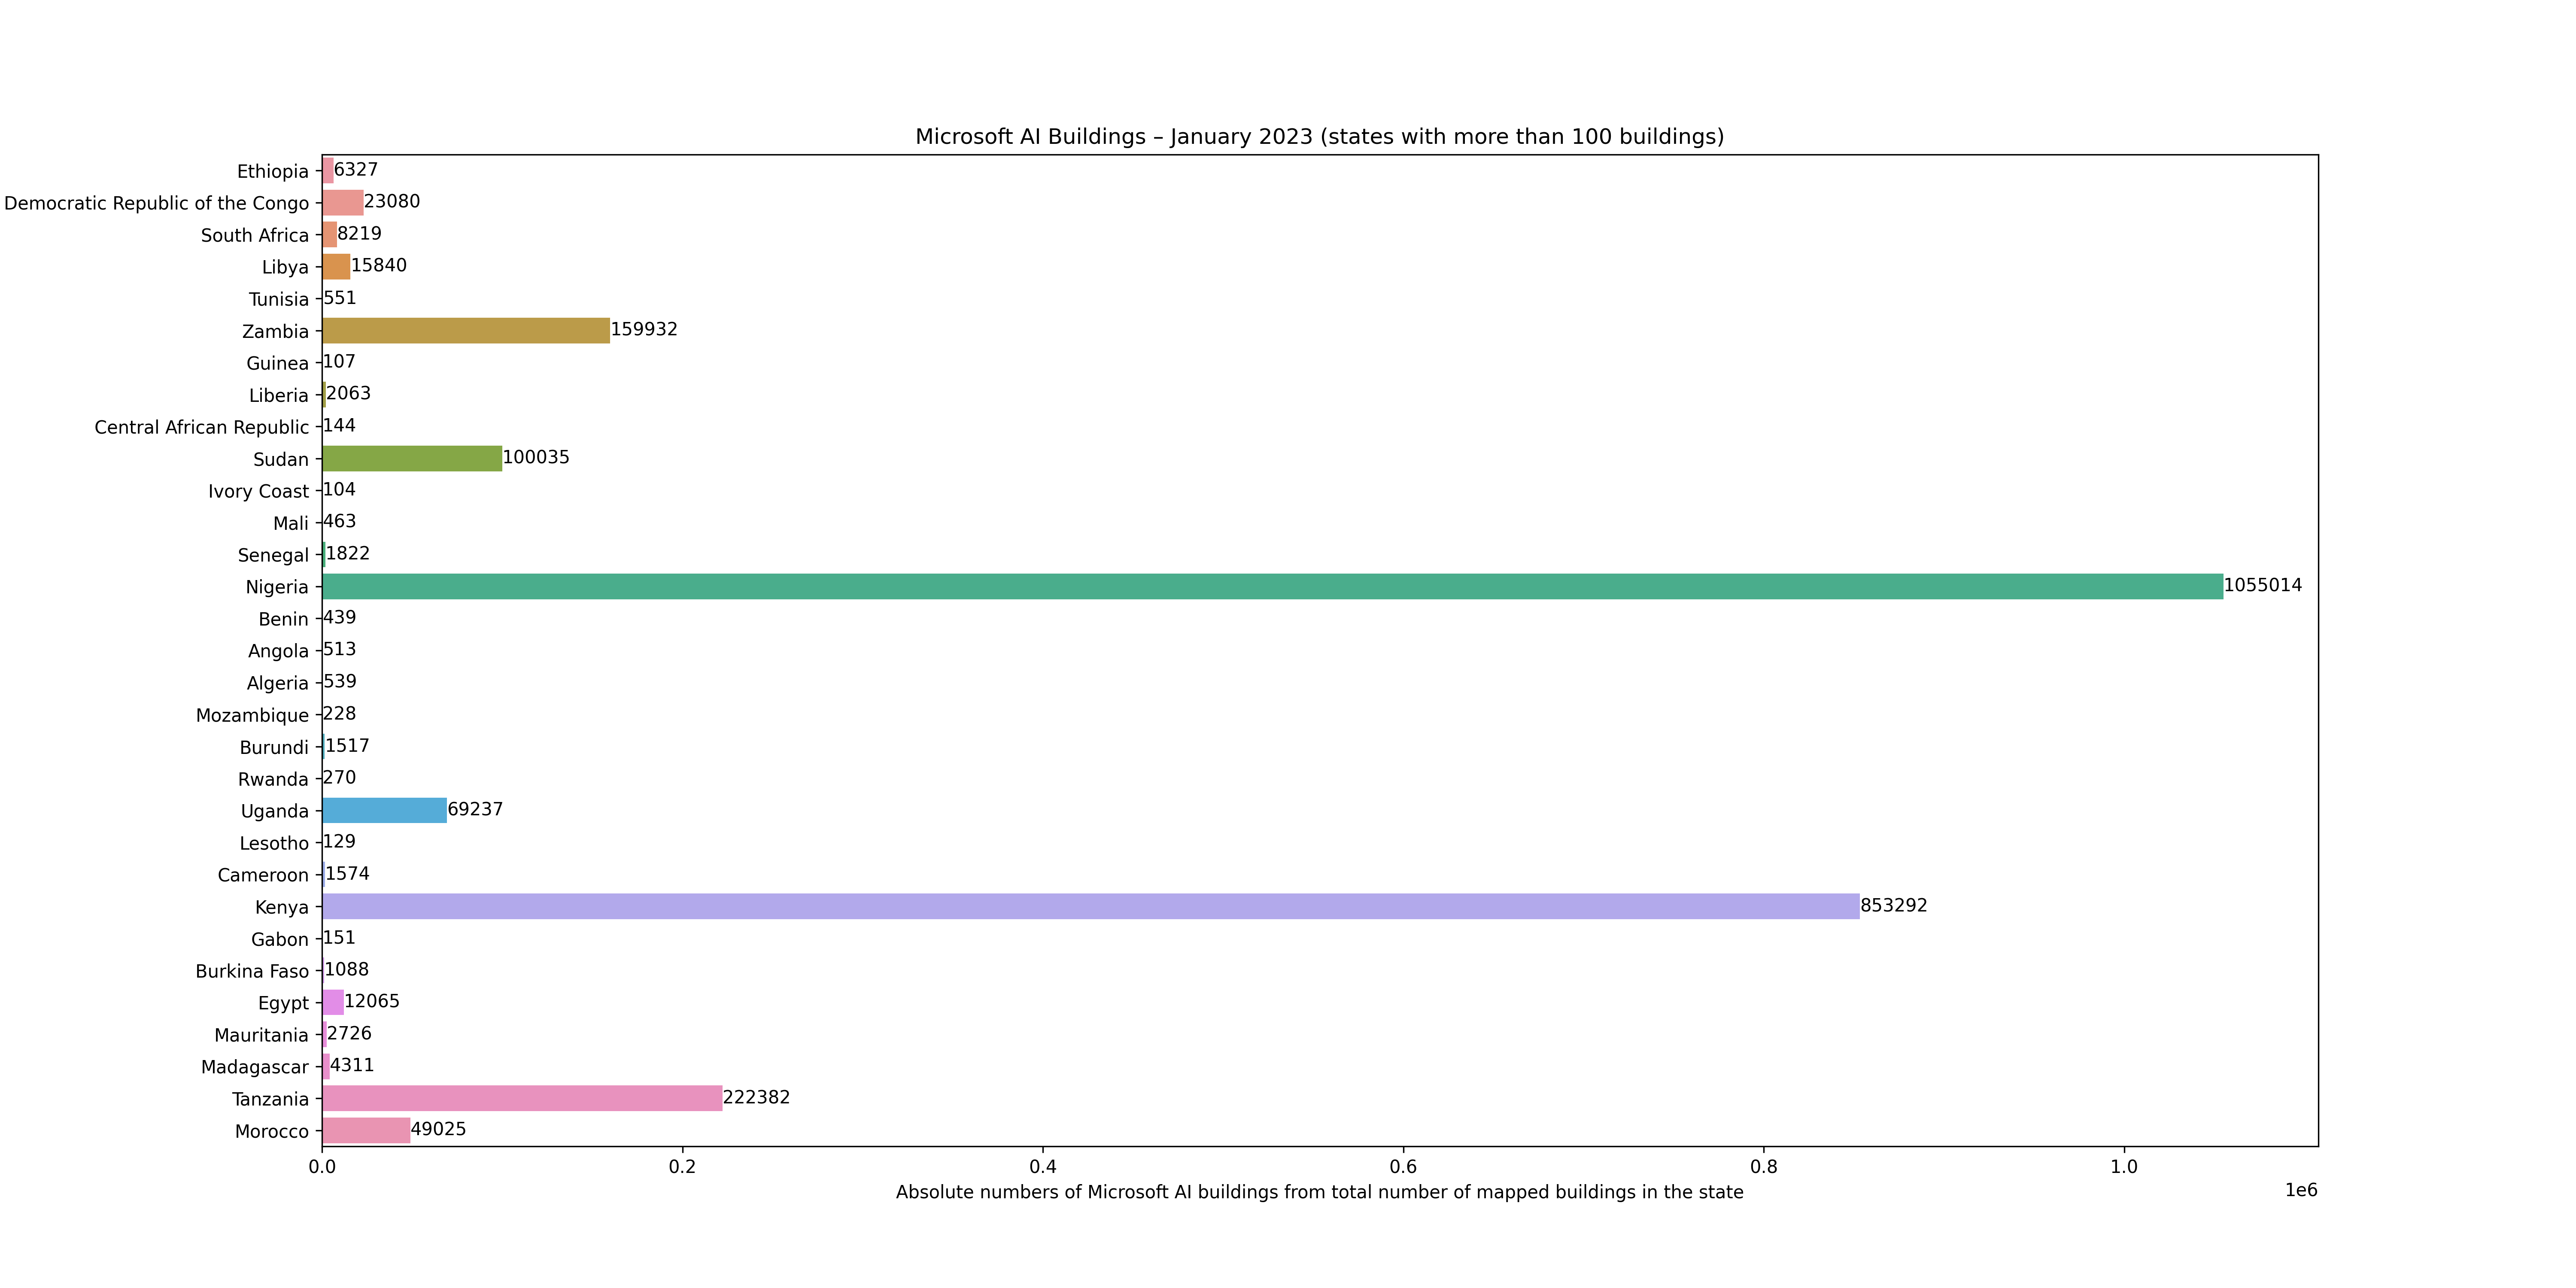 Microsoft AI Buildings – January 2023 (states with more than 100 buildings)
Ethiopia 6327
Democratic Republic of the Congo 23080
South Africa 8219
Libya 15840
Tunisia 551
Zambia 159932
Guinea 107
Liberia 2063
Central African Republic 144
Sudan 100035
Ivory Coast 104
Mali 463
Senegal 1822
Nigeria 1055014
Benin 439
Angola 513
Algeria 539
Mozambique 228
Burundi 1517
Rwanda 270
Uganda 69237
Lesotho 129
Cameroon 1574
Kenya 853292
Gabon 151
Burkina Faso 1088
Egypt 12065
Mauritania 2726
Madagascar 4311
Tanzania 222382
Morocco 49025
0.0 0.2 0.4 0.6 0.8 1.0
Absolute numbers of Microsoft AI buildings from total number of mapped buildings in the state
1e6